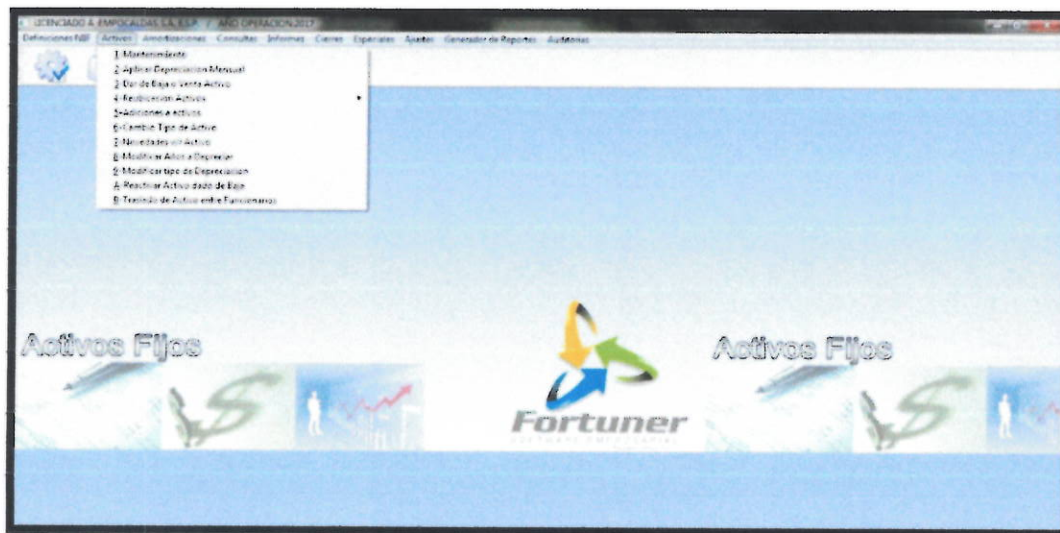 LICENCIADO A: EMPOCALDAS S.A. E.S.P. / AÑO OPERACION:2017
Definiciones NIIF Activos Amortizaciones Consultas Informes Cierres Especiales Ajustes Generador de Reportes Auditorias
1-Mantenimiento
2-Aplicar Depreciacion Mensual
3-Dar de Baja o Venta Activo
4-Reubicacion Activos
5-Adiciones a activos
6-Cambio Tipo de Activo
7-Novedades en Activo
8-Modificar Años a Depreciar
9-Modificar tipo de Depreciacion
A-Reactivar Activo dado de Baja
B-Traslado de Activo entre Funcionarios
Activos Fijos
Activos Fijos
Fortuner
SOFTWARE EMPRESARIAL